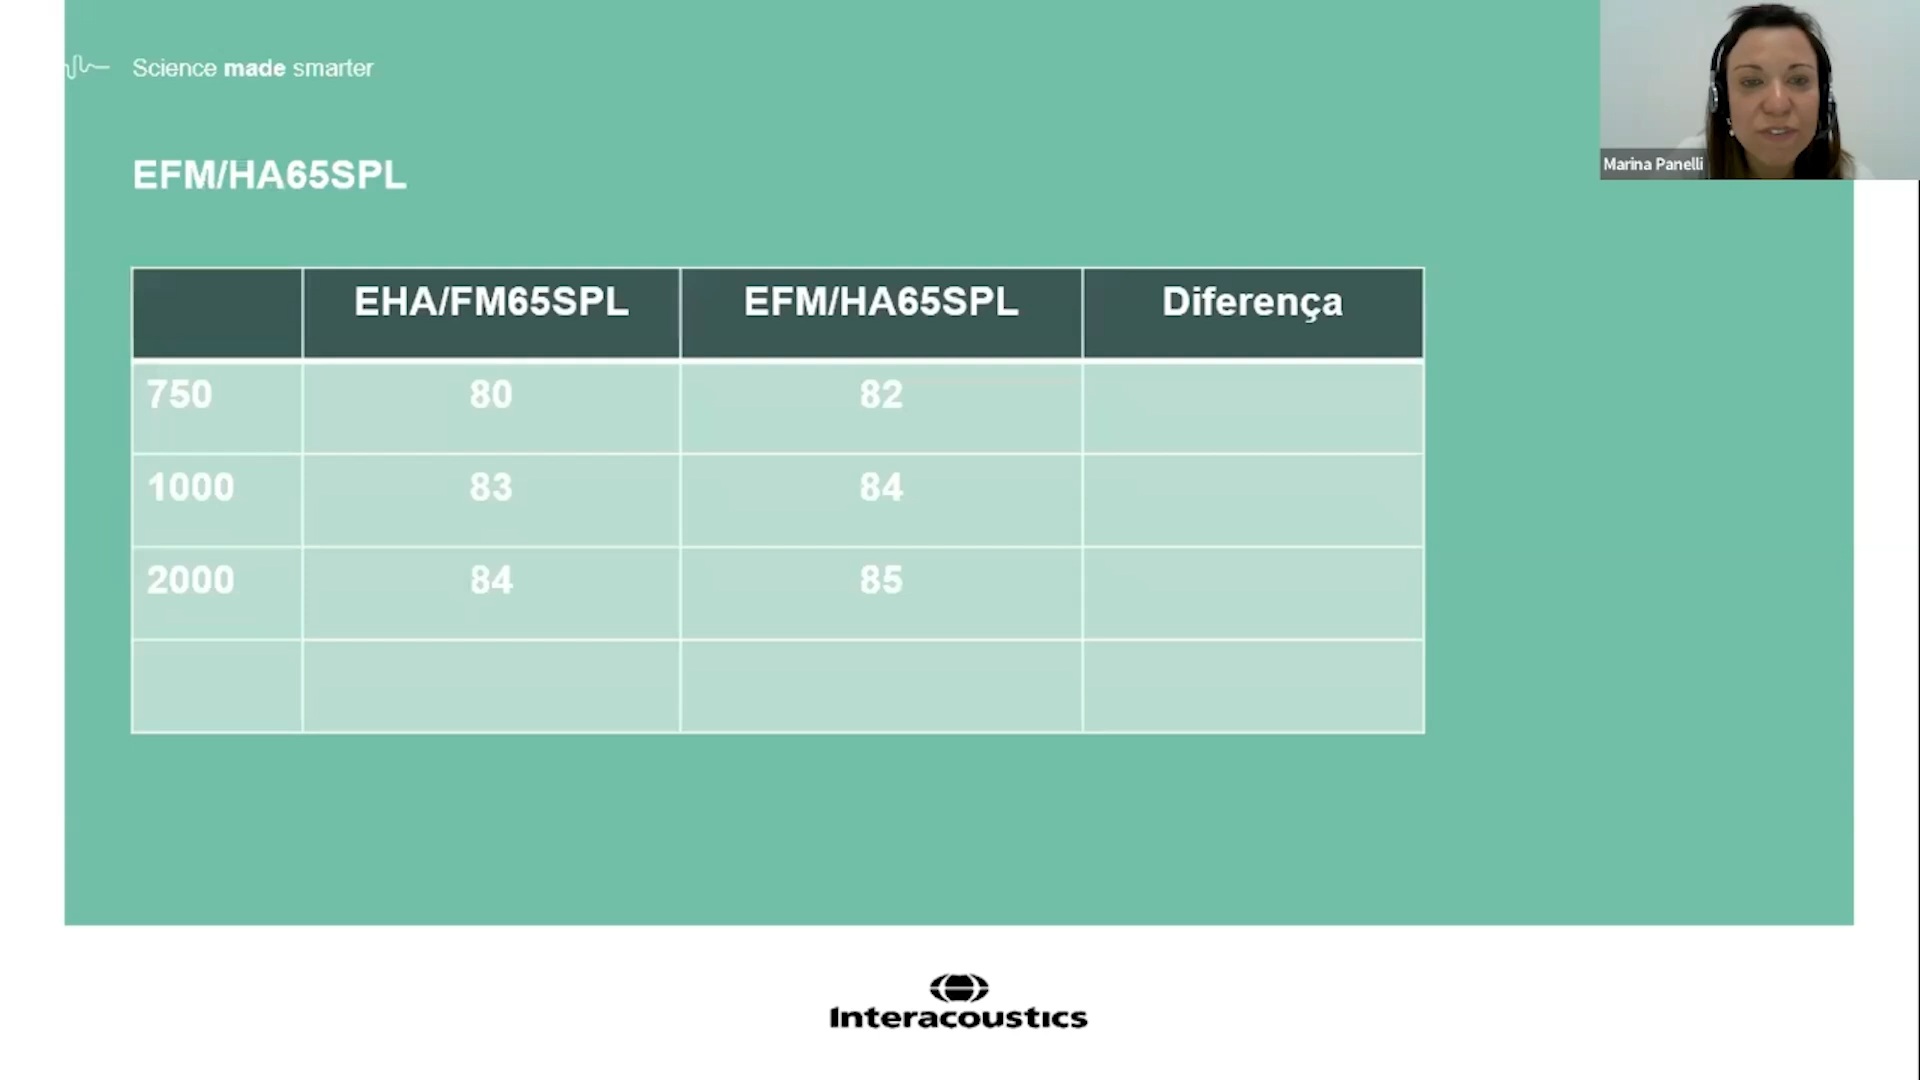 Science made smarter
Marina Panelli
EFM/HA65SPL
EHA/FM65SPL EFM/HA65SPL Diferença
750 80 82
1000 83 84
2000 84 85
Interacoustics